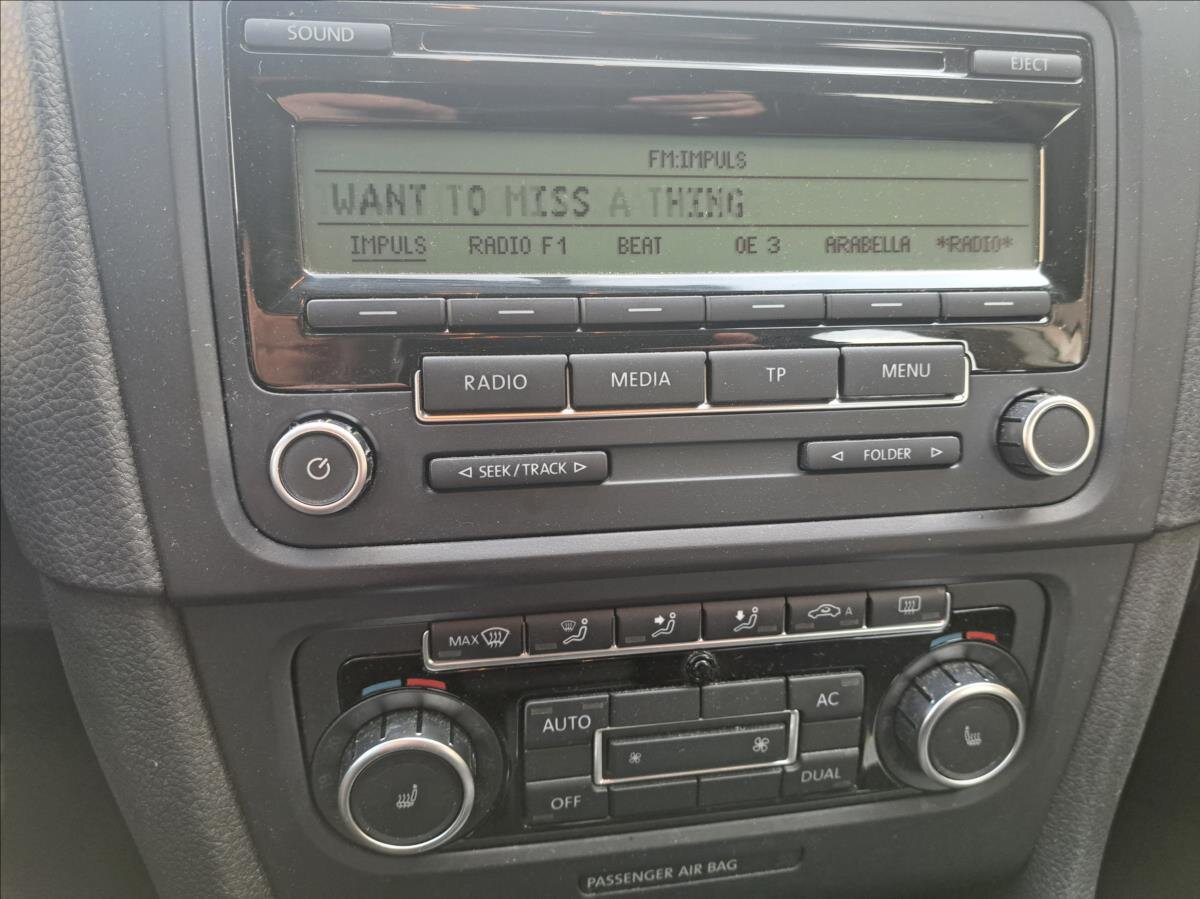 SOUND
EJECT
FM:IMPULS
WANT TO MISS A THING
IMPULS RADIO F1 BEAT OE 3 ARABELLA *RADIO*
RADIO MEDIA TP MENU
SEEK/TRACK FOLDER
MAX A
AUTO AC
OFF DUAL
PASSENGER AIR BAG